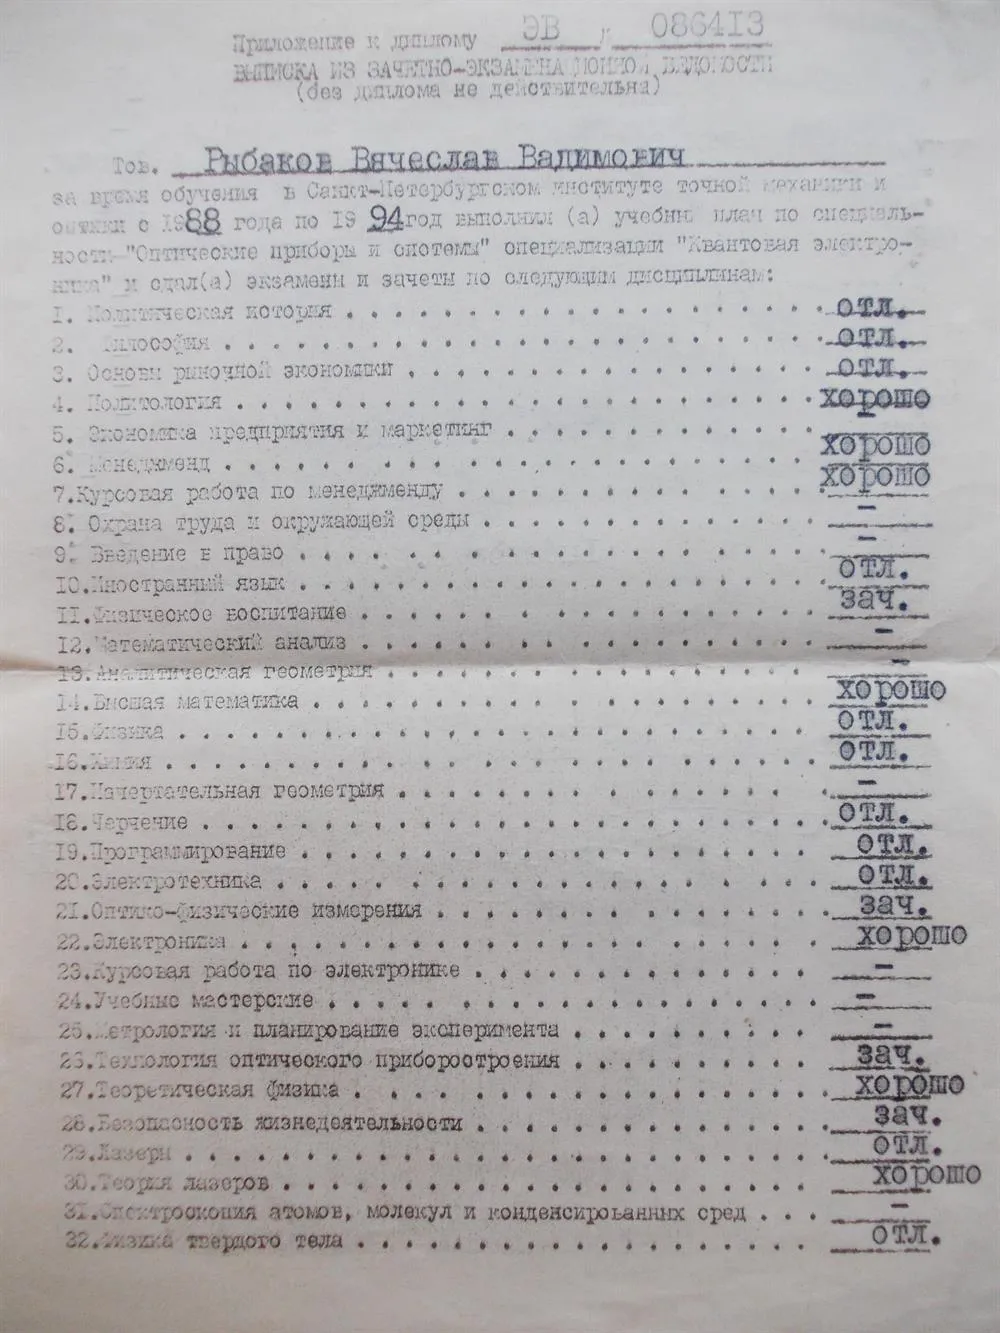 Приложение к диплому ЭВ № 086413
ВЫПИСКА ИЗ ЗАЧЕТНО-ЭКЗАМЕНАЦИОННОЙ ВЕДОМОСТИ
(без диплома не действительна)
Тов. Рыбаков Вячеслав Вадимович
за время обучения в Санкт-Петербургском институте точной механики и
оптики с 1988 года по 19 94год выполнил (а) учебный план по специаль-
ности "Оптические приборы и системы" специализации "Квантовая электро-
ника" и сдал(а) экзамены и зачеты по следующим дисциплинам:
1. Политическая история . . . . . . . . . . . . . . . . . отл.
2. Философия . . . . . . . . . . . . . . . . . . . . . . отл.
3. Основы рыночной экономики . . . . . . . . . . . . . . . отл.
4. Политология . . . . . . . . . . . . . . . . . . . . . хорошо
5. Экономика предприятия и маркетинг . . . . . . . . . . . хорошо
6. Менеджменд . . . . . . . . . . . . . . . . . . . . . . хорошо
7.Курсовая работа по менеджменду . . . . . . . . . . . . . -
8. Охрана труда и окружающей среды . . . . . . . . . . . . -
9. Введение в право . . . . . . . . . . . . . . . . . . . отл.
10.Иностранный язык . . . . . . . . . . . . . . . . . . . зач.
11.Физическое воспитание . . . . . . . . . . . . . . . . . -
12.Математический анализ . . . . . . . . . . . . . . . . . -
13.Аналитическая геометрия . . . . . . . . . . . . . . . . хорошо
14.Высшая математика . . . . . . . . . . . . . . . . . . . отл.
15.Физика . . . . . . . . . . . . . . . . . . . . . . . . отл.
16.Химия . . . . . . . . . . . . . . . . . . . . . . . . -
17.Начертательная геометрия . . . . . . . . . . . . . . . отл.
18.Черчение . . . . . . . . . . . . . . . . . . . . . . . отл.
19.Программирование . . . . . . . . . . . . . . . . . . . отл.
20.Электротехника . . . . . . . . . . . . . . . . . . . . зач.
21.Оптико-физические измерения . . . . . . . . . . . . . . хорошо
22.Электроника . . . . . . . . . . . . . . . . . . . . . . -
23.Курсовая работа по электронике . . . . . . . . . . . . -
24.Учебные мастерские . . . . . . . . . . . . . . . . . . -
25.Метрология и планирование эксперимента . . . . . . . . зач.
26.Технология оптического приборостроения . . . . . . . . хорошо
27.Теоретическая физика . . . . . . . . . . . . . . . . . зач.
28.Безопасность жизнедеятельности . . . . . . . . . . . . отл.
29.Лазеры . . . . . . . . . . . . . . . . . . . . . . . . хорошо
30.Теория лазеров . . . . . . . . . . . . . . . . . . . . -
31.Спектроскопия атомов, молекул и конденсированных сред . . . отл.
32.Физика твердого тела . . . . . . . . . . . . . . . . .